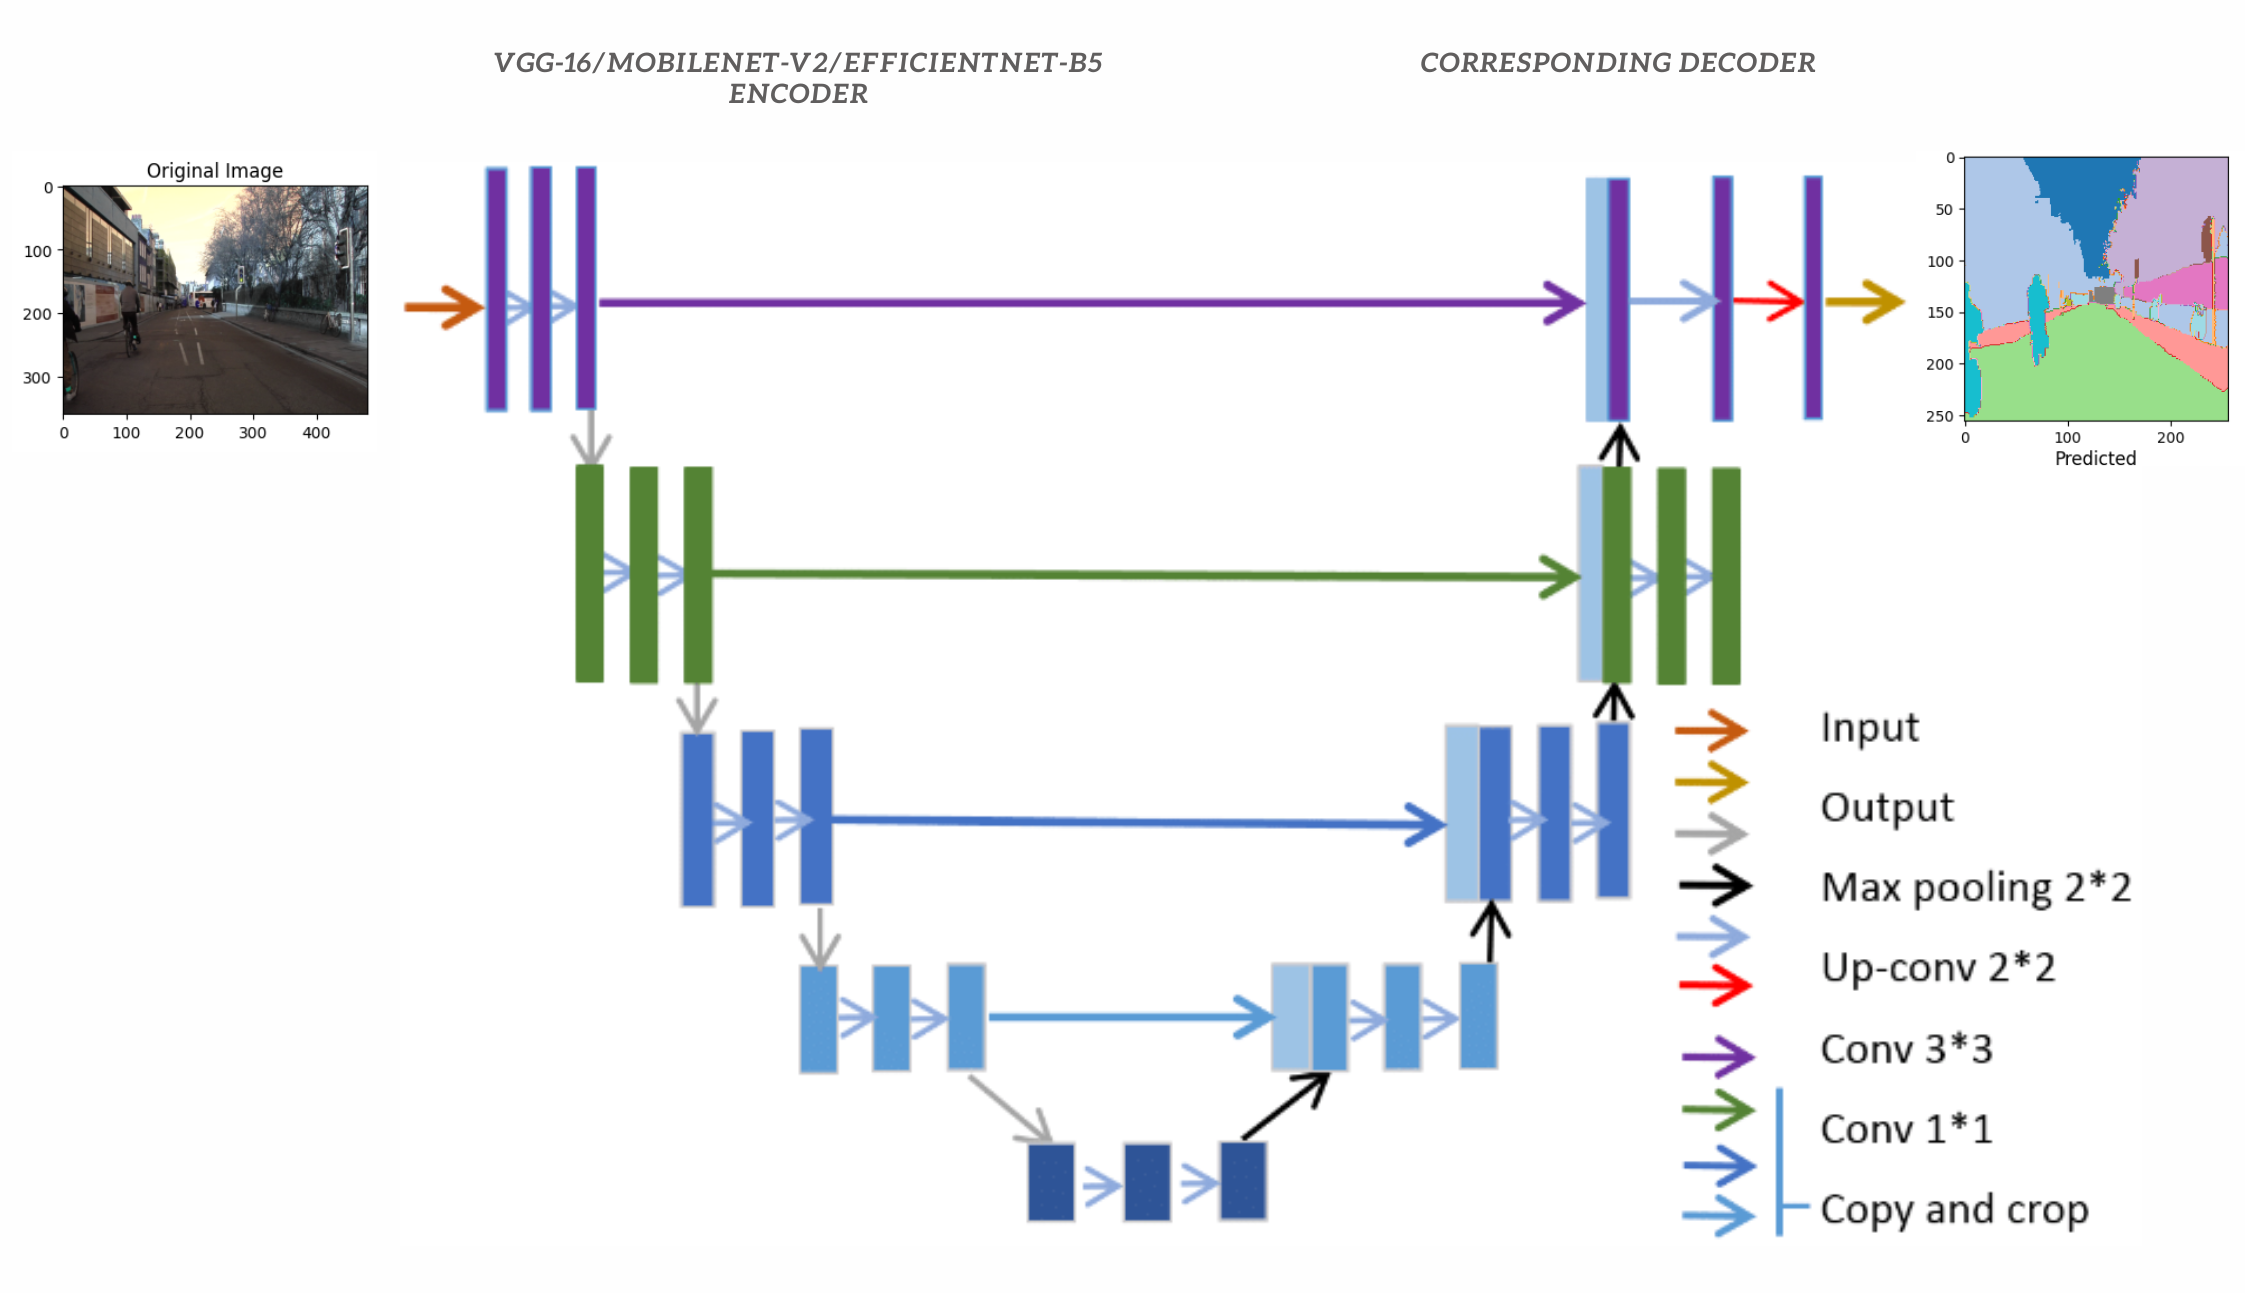 VGG-16/MOBILENET-V2/EFFICIENTNET-B5
ENCODER
CORRESPONDING DECODER
Original Image
0
100
200
300
0 100 200 300 400
0
50
100
150
200
250
0 100 200
Predicted
Input
Output
Max pooling 2*2
Up-conv 2*2
Conv 3*3
Conv 1*1
Copy and crop